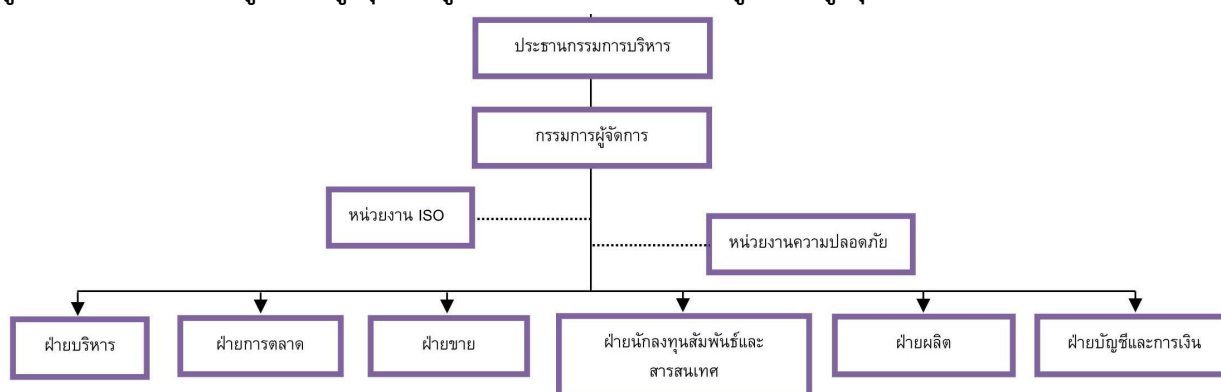 ประธานกรรมการบริหาร
กรรมการผู้จัดการ
หน่วยงาน ISO
หน่วยงานความปลอดภัย
ฝ่ายบริหาร
ฝ่ายการตลาด
ฝ่ายขาย
ฝ่ายนักลงทุนสัมพันธ์และ
สารสนเทศ
ฝ่ายผลิต
ฝ่ายบัญชีและการเงิน